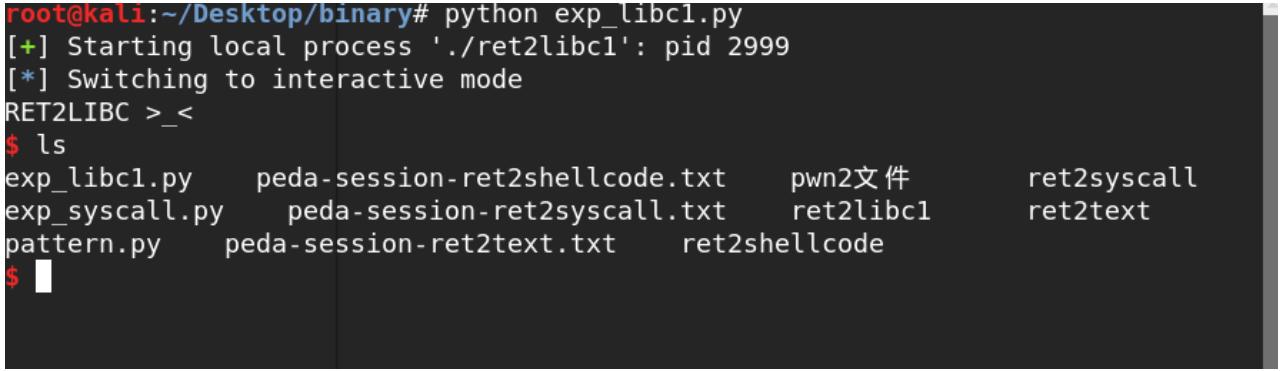 root@kali:~/Desktop/binary# python exp_libc1.py
[+] Starting local process './ret2libc1': pid 2999
[*] Switching to interactive mode
RET2LIBC >_<
$ ls
exp_libc1.py    peda-session-ret2shellcode.txt    pwn2文件    ret2syscall
exp_syscall.py    peda-session-ret2syscall.txt    ret2libc1    ret2text
pattern.py    peda-session-ret2text.txt    ret2shellcode
$